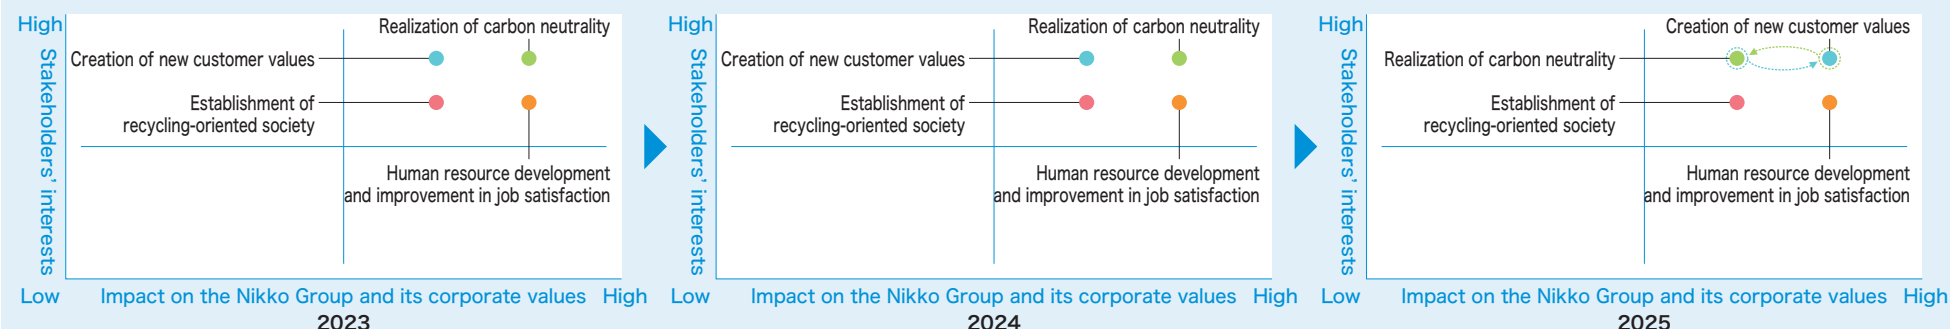 High
Stakeholders' interests
Realization of carbon neutrality
Creation of new customer values
Establishment of
recycling-oriented society
Human resource development
and improvement in job satisfaction
Low
Impact on the Nikko Group and its corporate values
High
2023
High
Stakeholders' interests
Realization of carbon neutrality
Creation of new customer values
Establishment of
recycling-oriented society
Human resource development
and improvement in job satisfaction
Low
Impact on the Nikko Group and its corporate values
High
2024
High
Stakeholders' interests
Creation of new customer values
Realization of carbon neutrality
Establishment of
recycling-oriented society
Human resource development
and improvement in job satisfaction
Low
Impact on the Nikko Group and its corporate values
High
2025